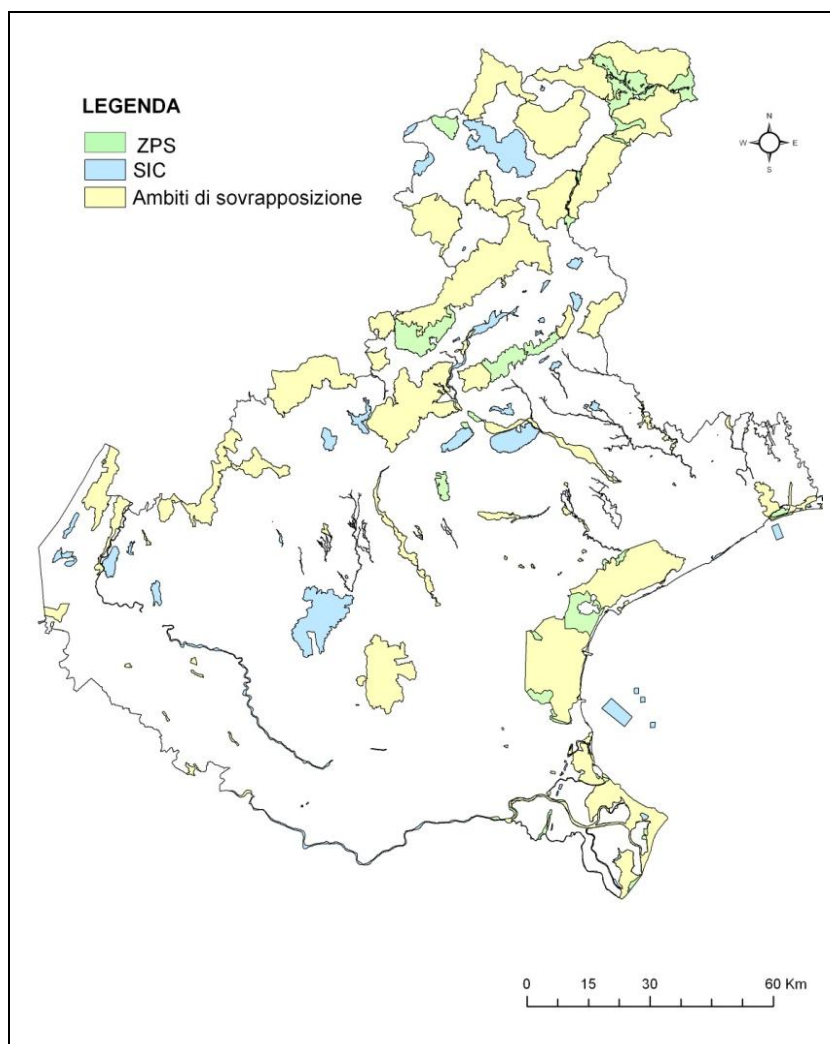 LEGENDA
ZPS
SIC
Ambiti di sovrapposizione
N
W E
S
0 15 30 60 Km